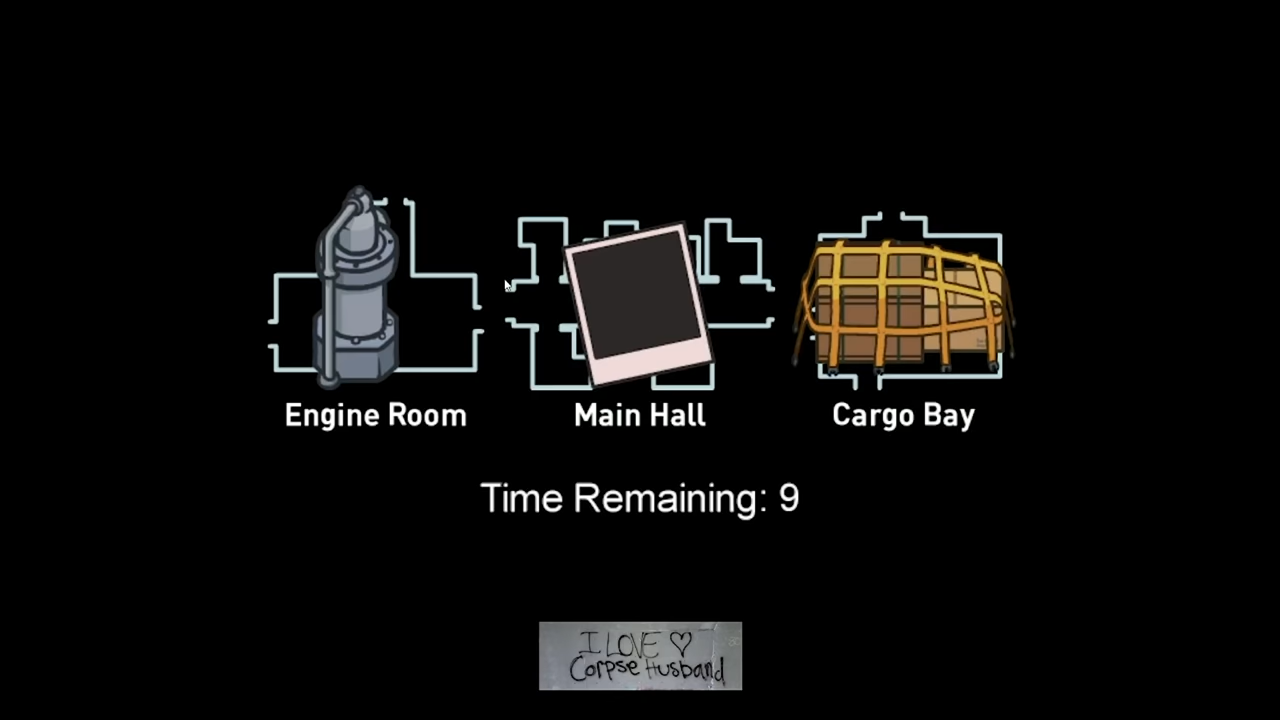 Engine Room
Main Hall
Cargo Bay
Time Remaining: 9
I LOVE ♡
Corpse Husband